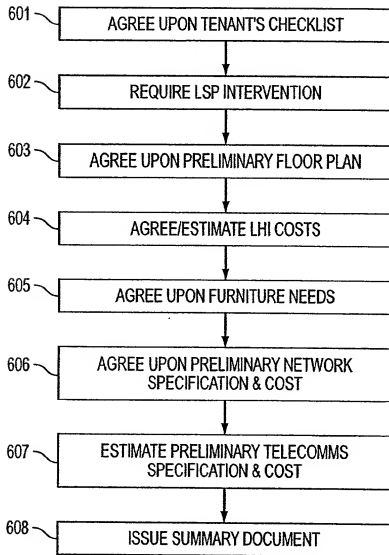 601
AGREE UPON TENANT'S CHECKLIST
602
REQUIRE LSP INTERVENTION
603
AGREE UPON PRELIMINARY FLOOR PLAN
604
AGREE/ESTIMATE LHI COSTS
605
AGREE UPON FURNITURE NEEDS
606
AGREE UPON PRELIMINARY NETWORK
SPECIFICATION & COST
607
ESTIMATE PRELIMINARY TELECOMMS
SPECIFICATION & COST
608
ISSUE SUMMARY DOCUMENT